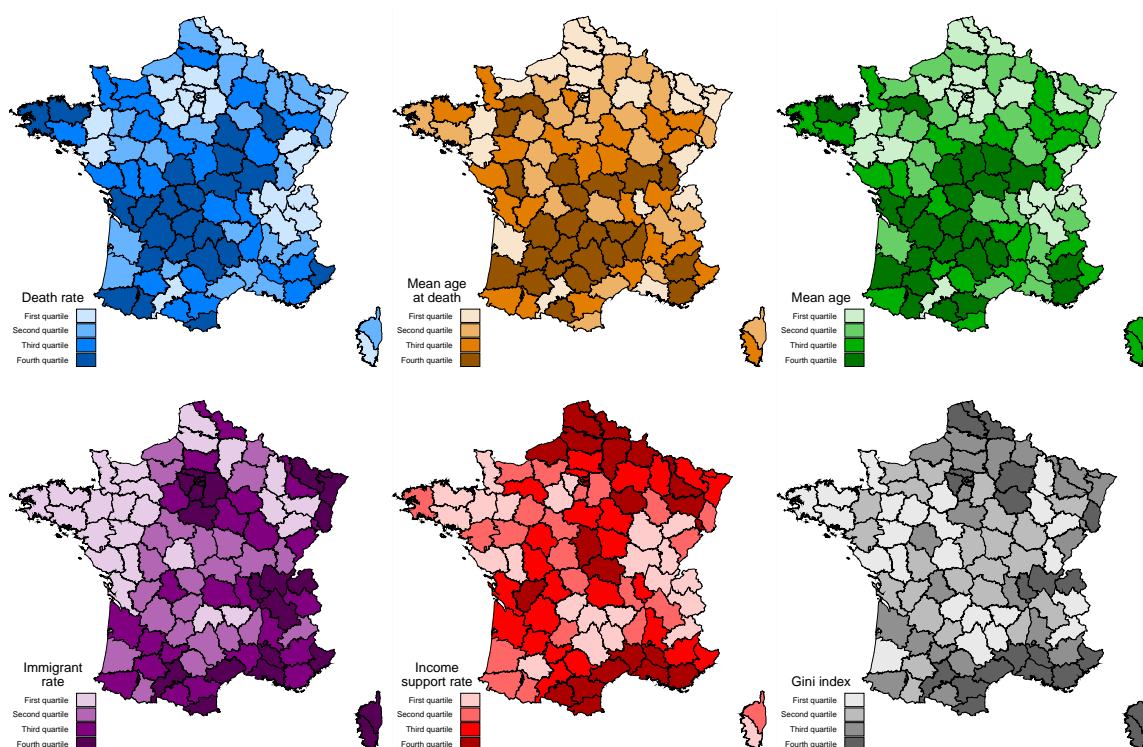 Death rate
First quartile
Second quartile
Third quartile
Fourth quartile
Mean age
at death
First quartile
Second quartile
Third quartile
Fourth quartile
Mean age
First quartile
Second quartile
Third quartile
Fourth quartile
Immigrant
rate
First quartile
Second quartile
Third quartile
Fourth quartile
Income
support rate
First quartile
Second quartile
Third quartile
Fourth quartile
Gini index
First quartile
Second quartile
Third quartile
Fourth quartile